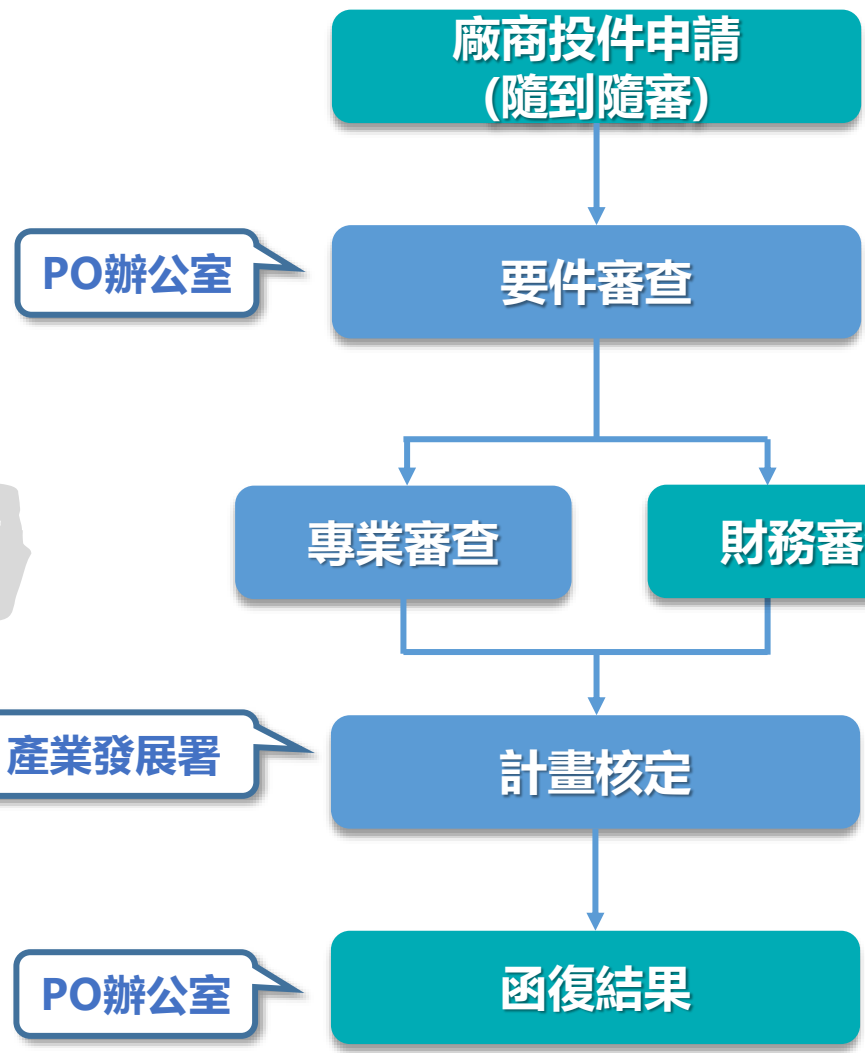 廠商投件申請
(隨到隨審)
PO辦公室
要件審查
專業審查
財務審
產業發展署
計畫核定
PO辦公室
函復結果